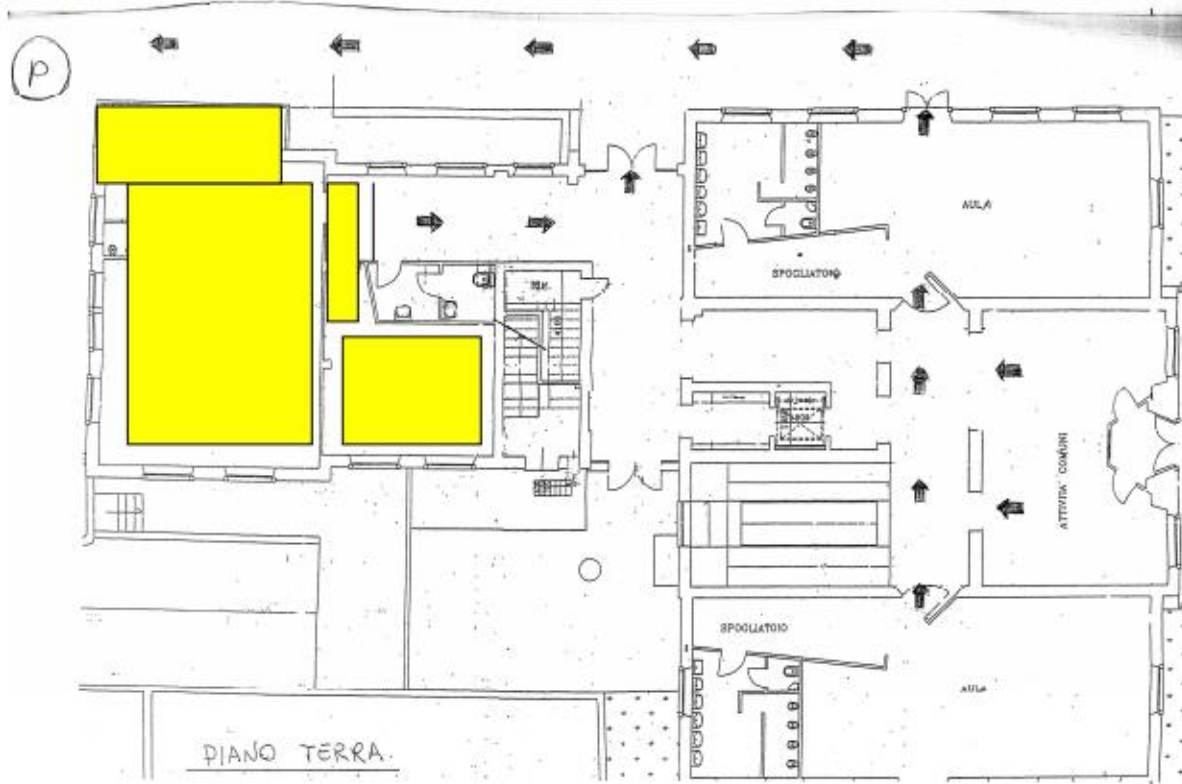 P
AULA
SPOGLIATOIO
ATTIVITA' COMUNI
SPOGLIATOIO
AULA
PIANO TERRA.